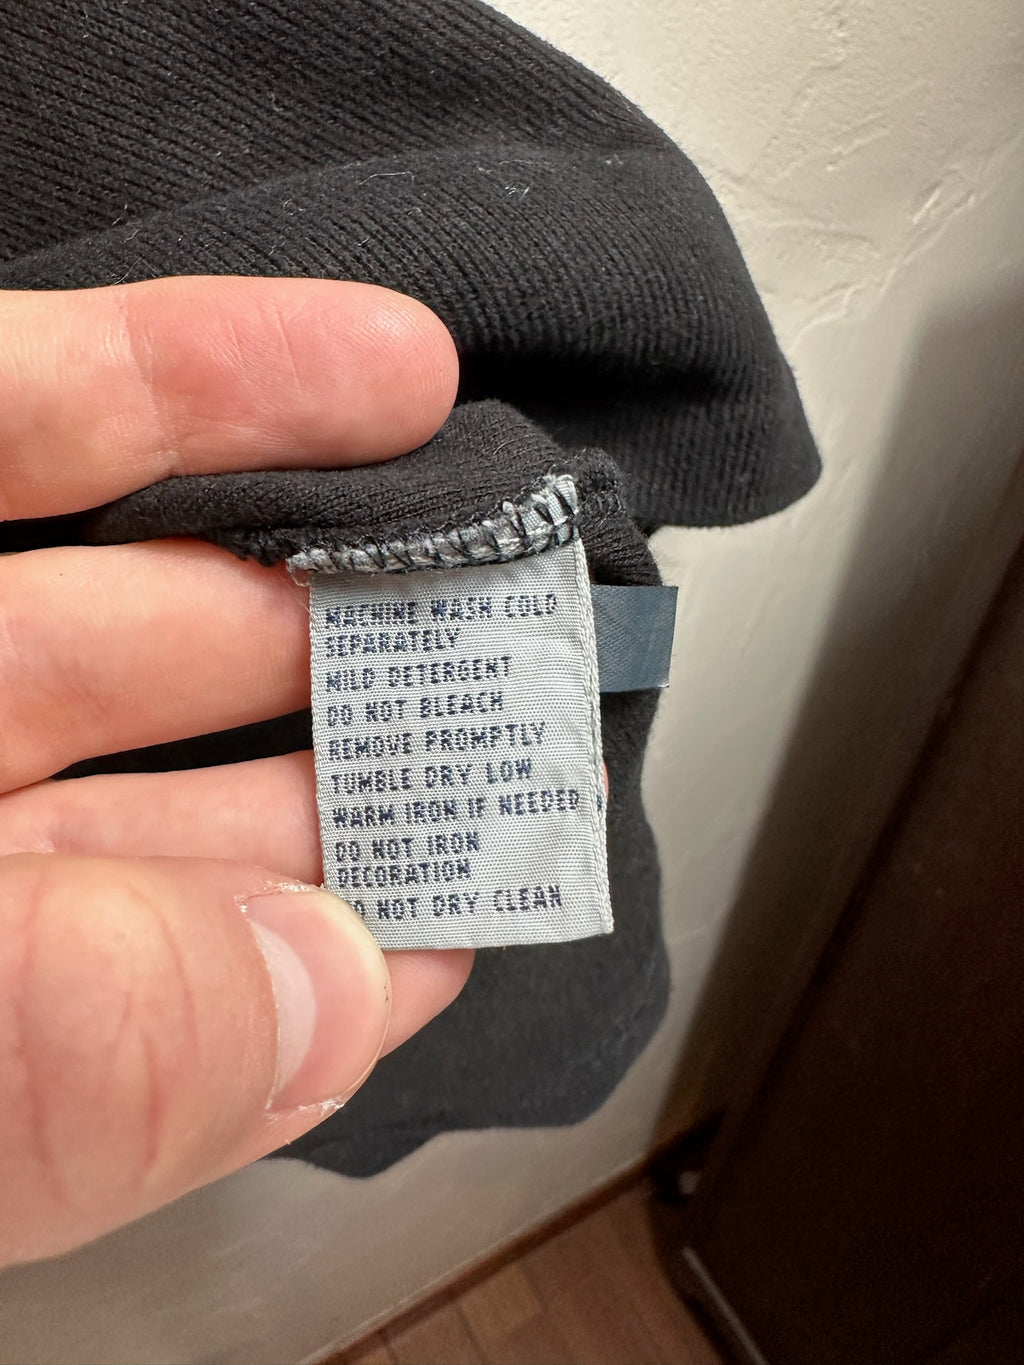 MACHINE WASH COLD
SEPARATELY
MILD DETERGENT
DO NOT BLEACH
REMOVE PROMPTLY
TUMBLE DRY LOW
WARM IRON IF NEEDED
DO NOT IRON
DECORATION
DO NOT DRY CLEAN